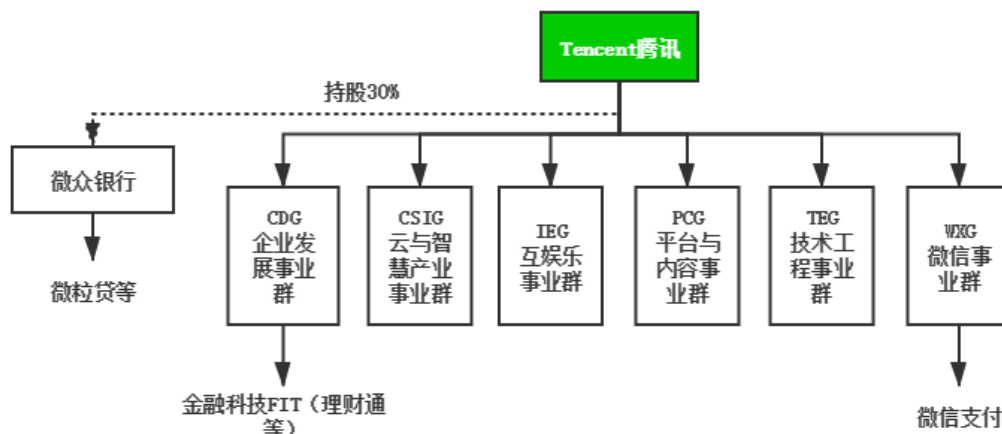 Tencent腾讯
持股30%
微众银行
微粒贷等
CDG
企业发
展事业
群
CSIG
云与智
慧产业
事业群
IEG
互娱乐
事业群
PCG
平台与
内容事
业群
TEG
技术工
程事业
群
WXG
微信事
业群
金融科技FIT（理财通
等）
微信支付